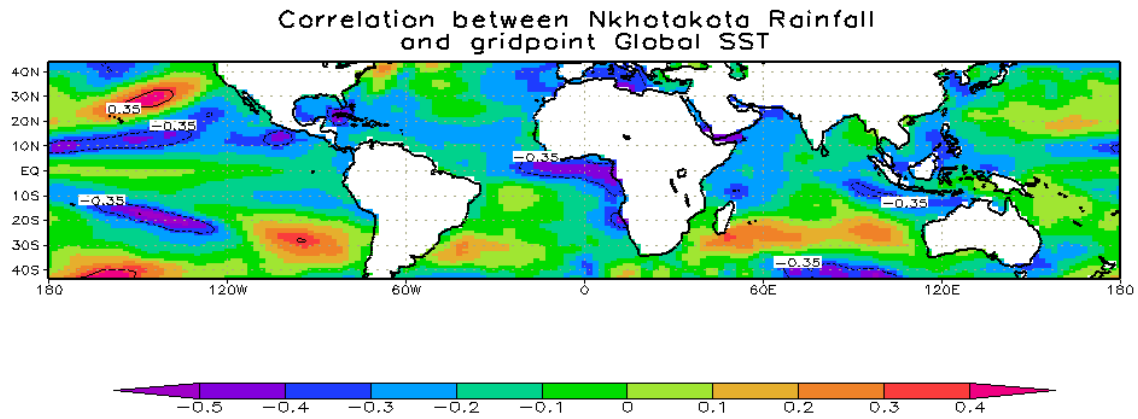 Correlation between Nkhotakota Rainfall
and gridpoint Global SST
40N
30N
0.35
20N
−0.35
10N
−0.35
EQ
10S
−0.35
−0.35
20S
30S
−0.35
40S
180 120W 60W 0 60E 120E 180
−0.5 −0.4 −0.3 −0.2 −0.1 0 0.1 0.2 0.3 0.4